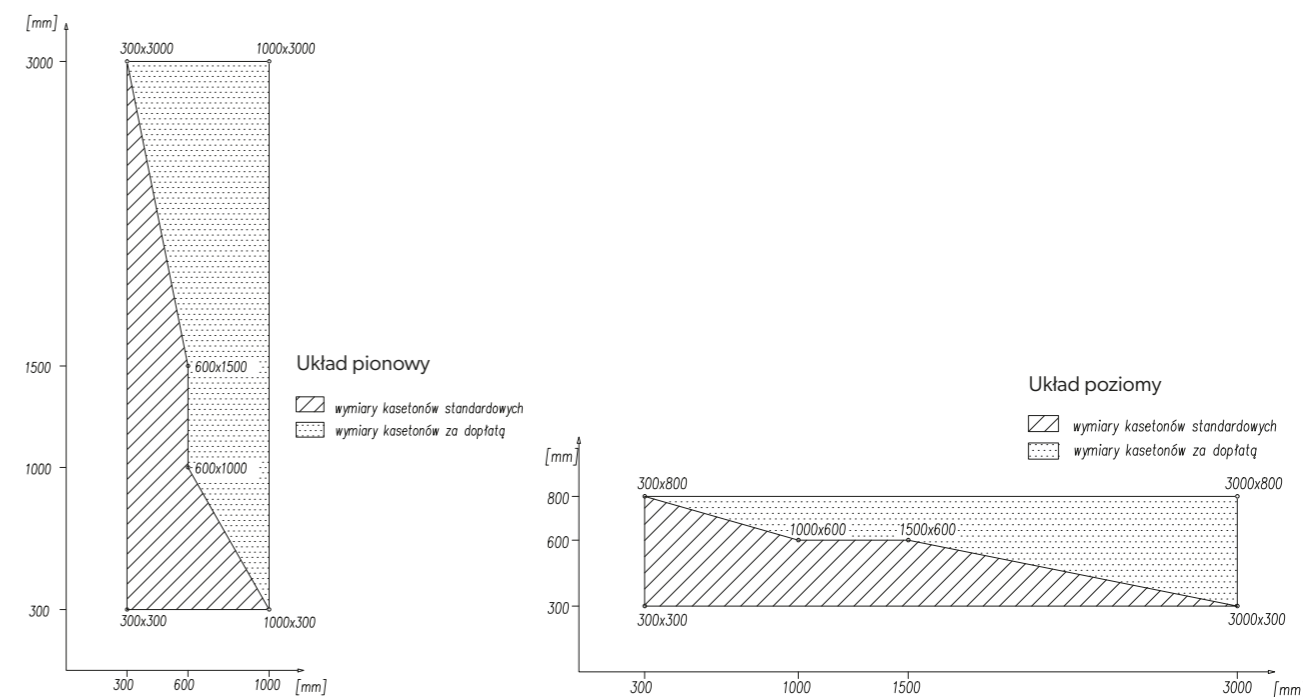 [mm]
300x3000 1000x3000
3000
1500
600x1500
1000
600x1000
300
300x300 1000x300
300 600 1000 [mm]
Układ pionowy
wymiary kasetonów standardowych
wymiary kasetonów za dopłatą
Układ poziomy
wymiary kasetonów standardowych
wymiary kasetonów za dopłatą
[mm]
300x800 3000x800
800
1000x600 1500x600
600
300
300x300 3000x300
300 1000 1500 3000 [mm